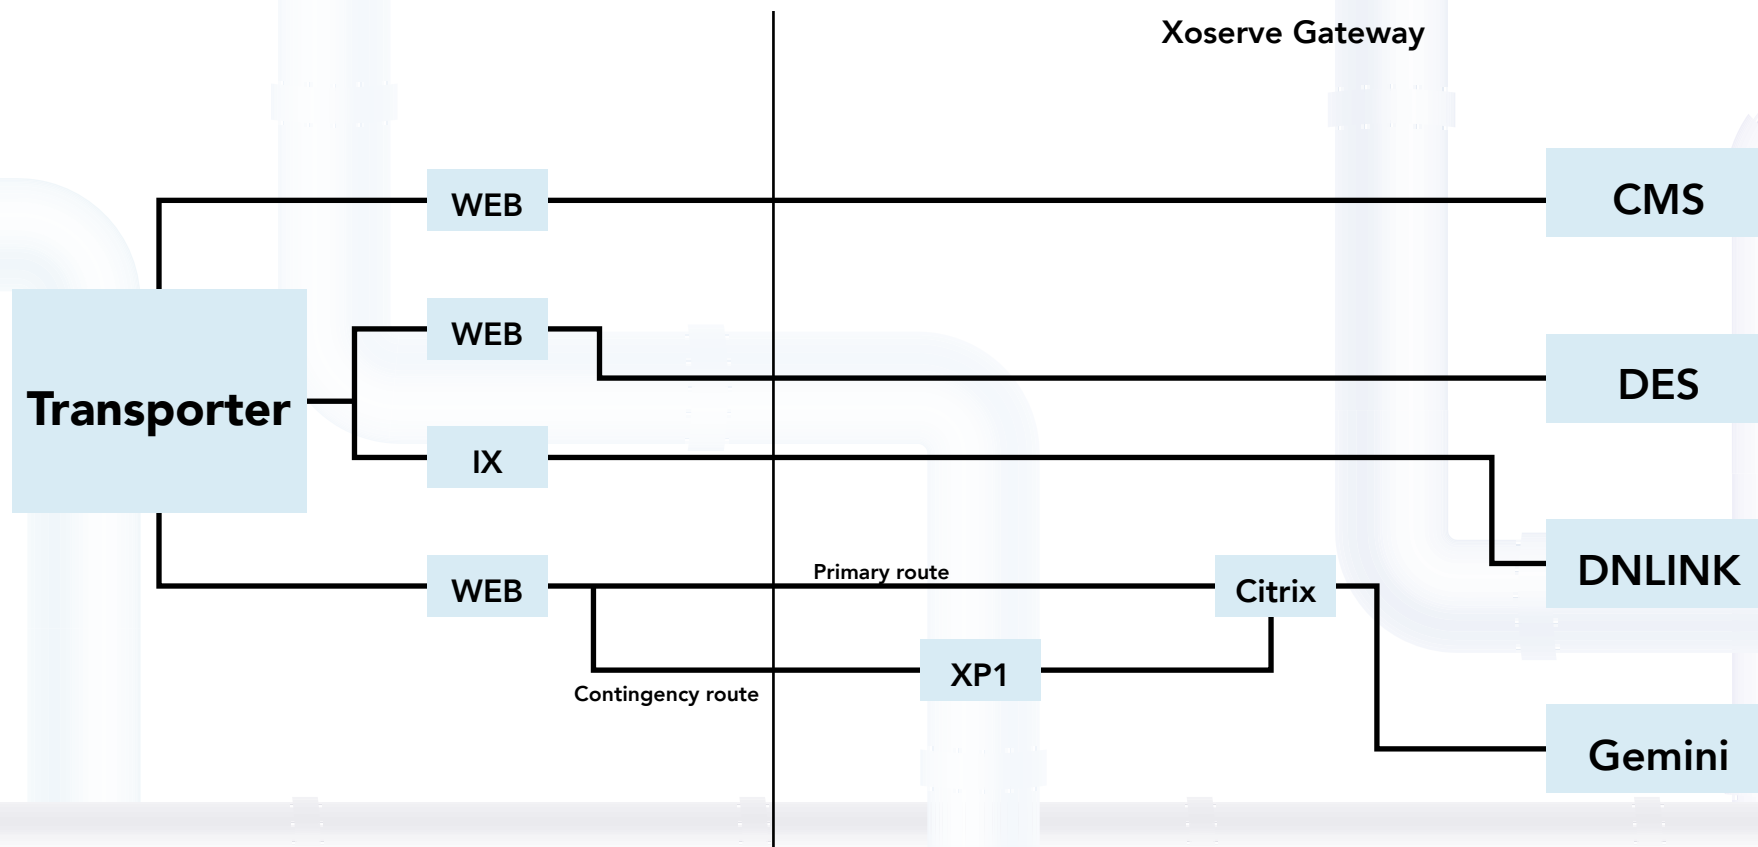 Xoserve Gateway
WEB
CMS
WEB
DES
Transporter
IX
DNLINK
Primary route
WEB
Citrix
XP1
Contingency route
Gemini